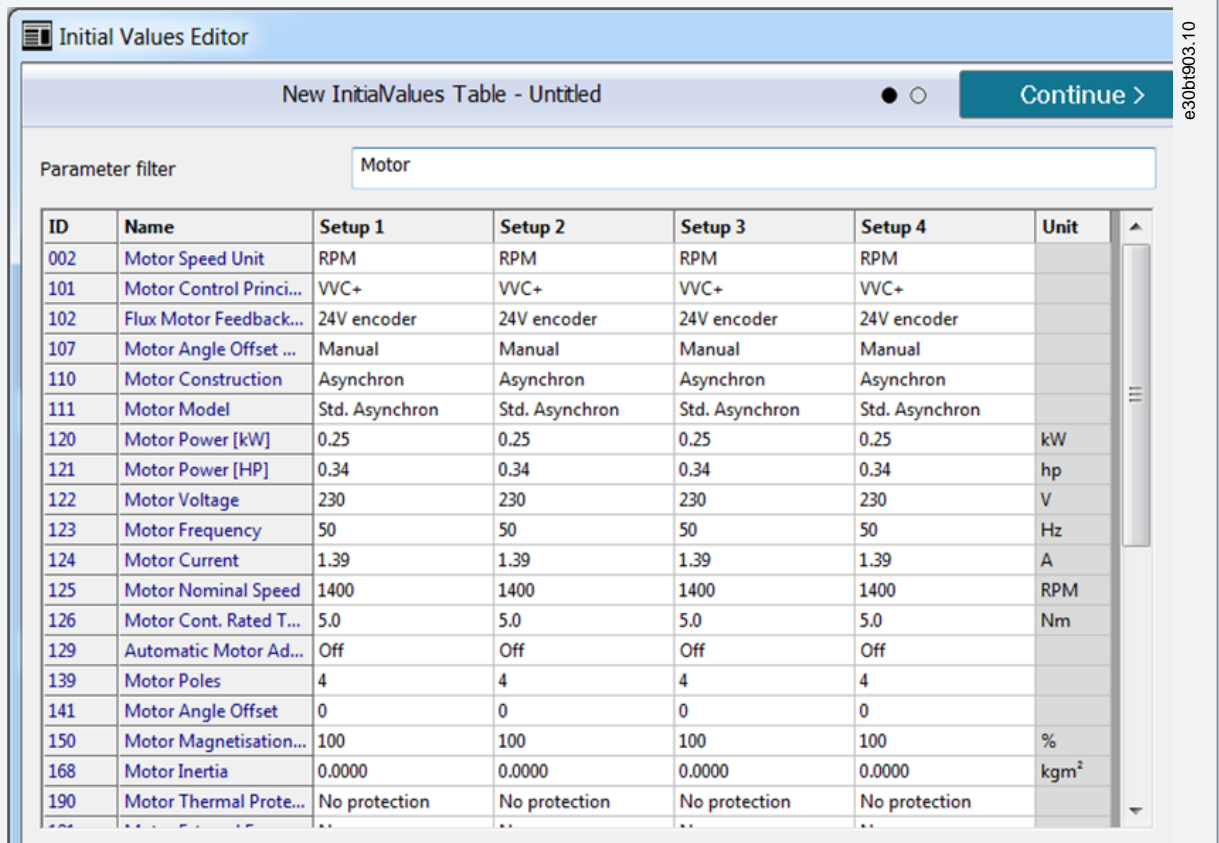 Initial Values Editor
e30bt903.10
New InitialValues Table - Untitled
Continue >
Parameter filter Motor
ID Name Setup 1 Setup 2 Setup 3 Setup 4 Unit
002 Motor Speed Unit RPM RPM RPM RPM
101 Motor Control Princi... VVC+ VVC+ VVC+ VVC+
102 Flux Motor Feedback... 24V encoder 24V encoder 24V encoder 24V encoder
107 Motor Angle Offset ... Manual Manual Manual Manual
110 Motor Construction Asynchron Asynchron Asynchron Asynchron
111 Motor Model Std. Asynchron Std. Asynchron Std. Asynchron Std. Asynchron
120 Motor Power [kW] 0.25 0.25 0.25 0.25 kW
121 Motor Power [HP] 0.34 0.34 0.34 0.34 hp
122 Motor Voltage 230 230 230 230 V
123 Motor Frequency 50 50 50 50 Hz
124 Motor Current 1.39 1.39 1.39 1.39 A
125 Motor Nominal Speed 1400 1400 1400 1400 RPM
126 Motor Cont. Rated T... 5.0 5.0 5.0 5.0 Nm
129 Automatic Motor Ad... Off Off Off Off
139 Motor Poles 4 4 4 4
141 Motor Angle Offset 0 0 0 0
150 Motor Magnetisation... 100 100 100 100 %
168 Motor Inertia 0.0000 0.0000 0.0000 0.0000 kgm²
190 Motor Thermal Prote... No protection No protection No protection No protection